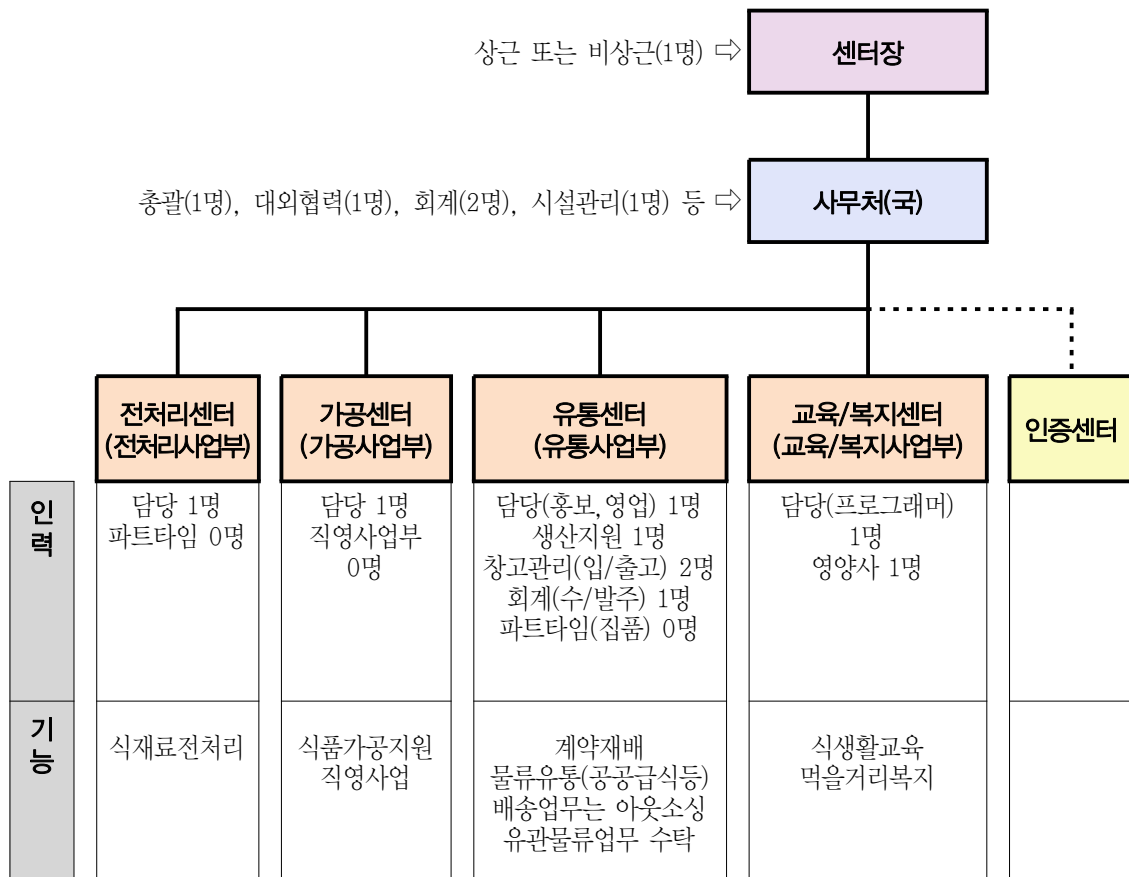 상근 또는 비상근(1명) ⇨
센터장
총괄(1명), 대외협력(1명), 회계(2명), 시설관리(1명) 등 ⇨
사무처(국)
전처리센터
(전처리사업부)
가공센터
(가공사업부)
유통센터
(유통사업부)
교육/복지센터
(교육/복지사업부)
인증센터
인
력
담당 1명
파트타임 0명
담당 1명
직영사업부
0명
담당(홍보,영업) 1명
생산지원 1명
창고관리(입/출고) 2명
회계(수/발주) 1명
파트타임(집품) 0명
담당(프로그래머)
1명
영양사 1명
기
능
식재료전처리
식품가공지원
직영사업
계약재배
물류유통(공공급식등)
배송업무는 아웃소싱
유관물류업무 수탁
식생활교육
먹을거리복지